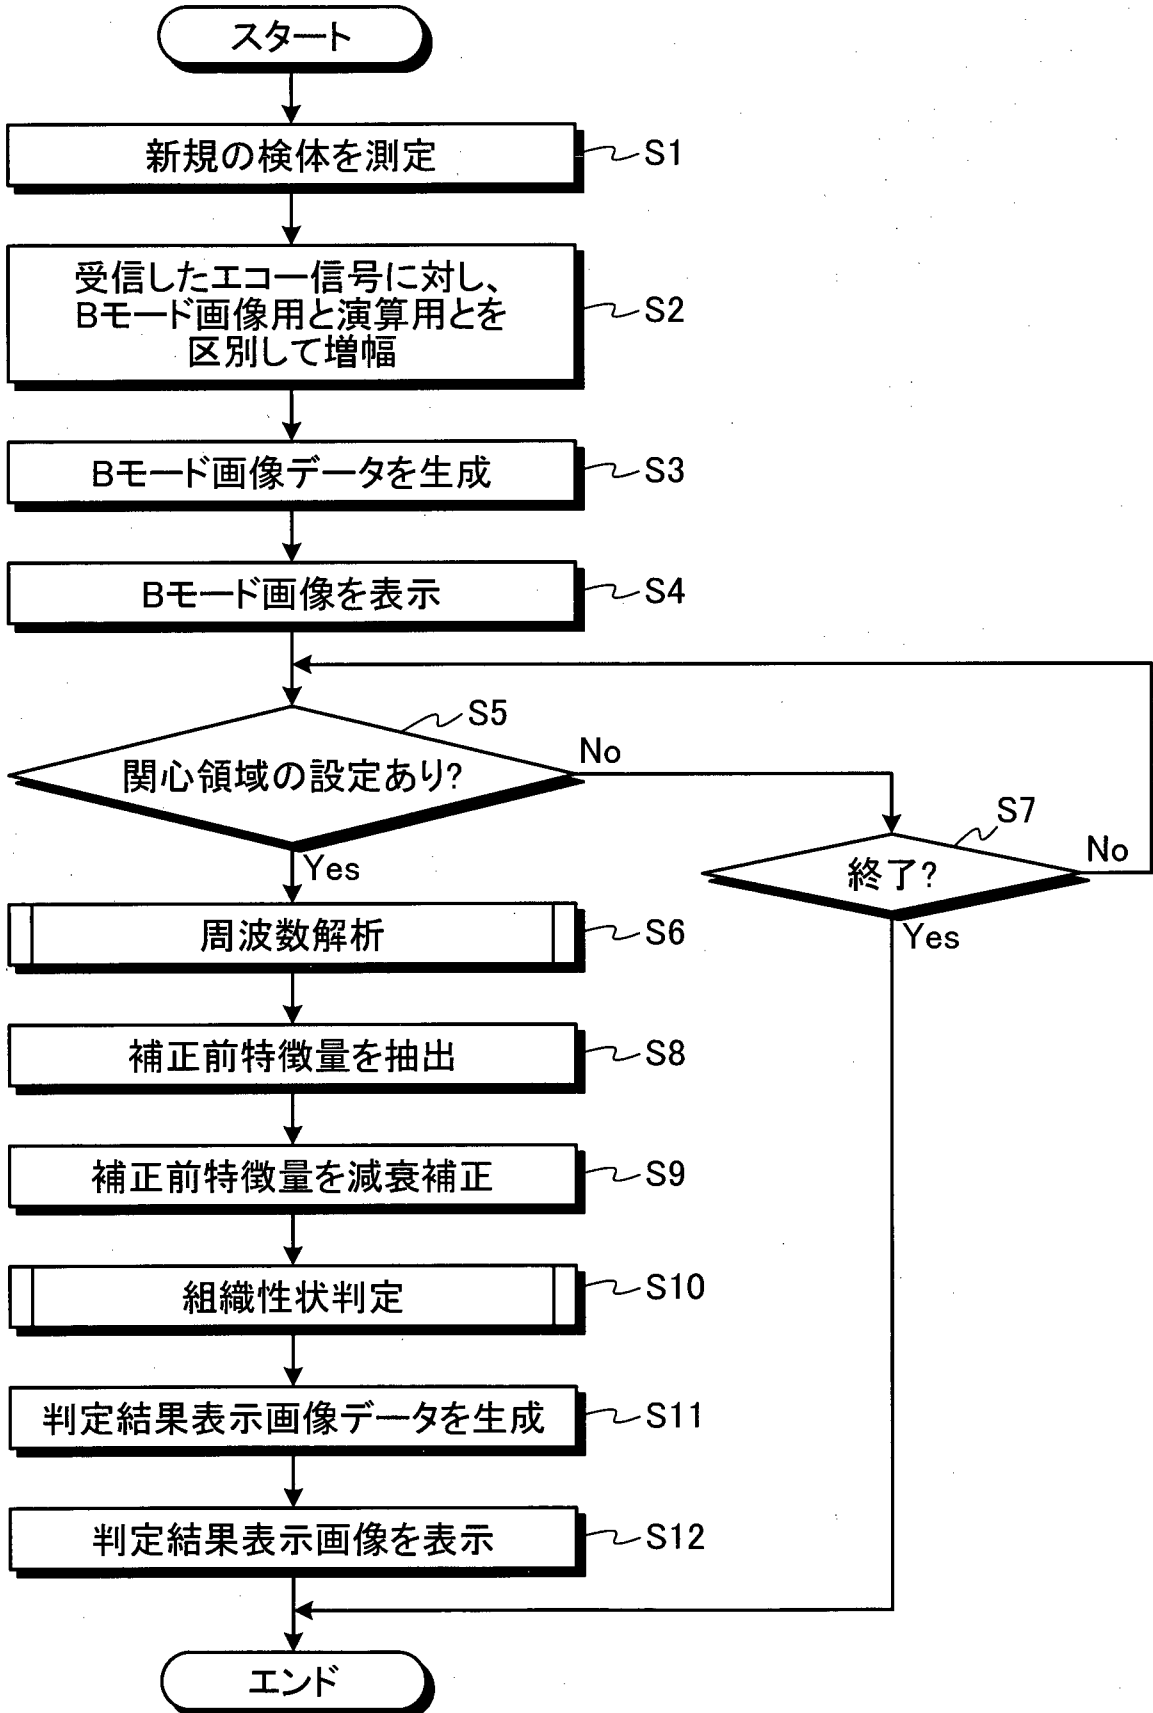 スタート
新規の検体を測定
S1
受信したエコー信号に対し、
Bモード画像用と演算用とを
区別して増幅
S2
Bモード画像データを生成
S3
Bモード画像を表示
S4
S5
関心領域の設定あり?
No
Yes
S7
終了?
No
Yes
周波数解析
S6
補正前特徴量を抽出
S8
補正前特徴量を減衰補正
S9
組織性状判定
S10
判定結果表示画像データを生成
S11
判定結果表示画像を表示
S12
エンド